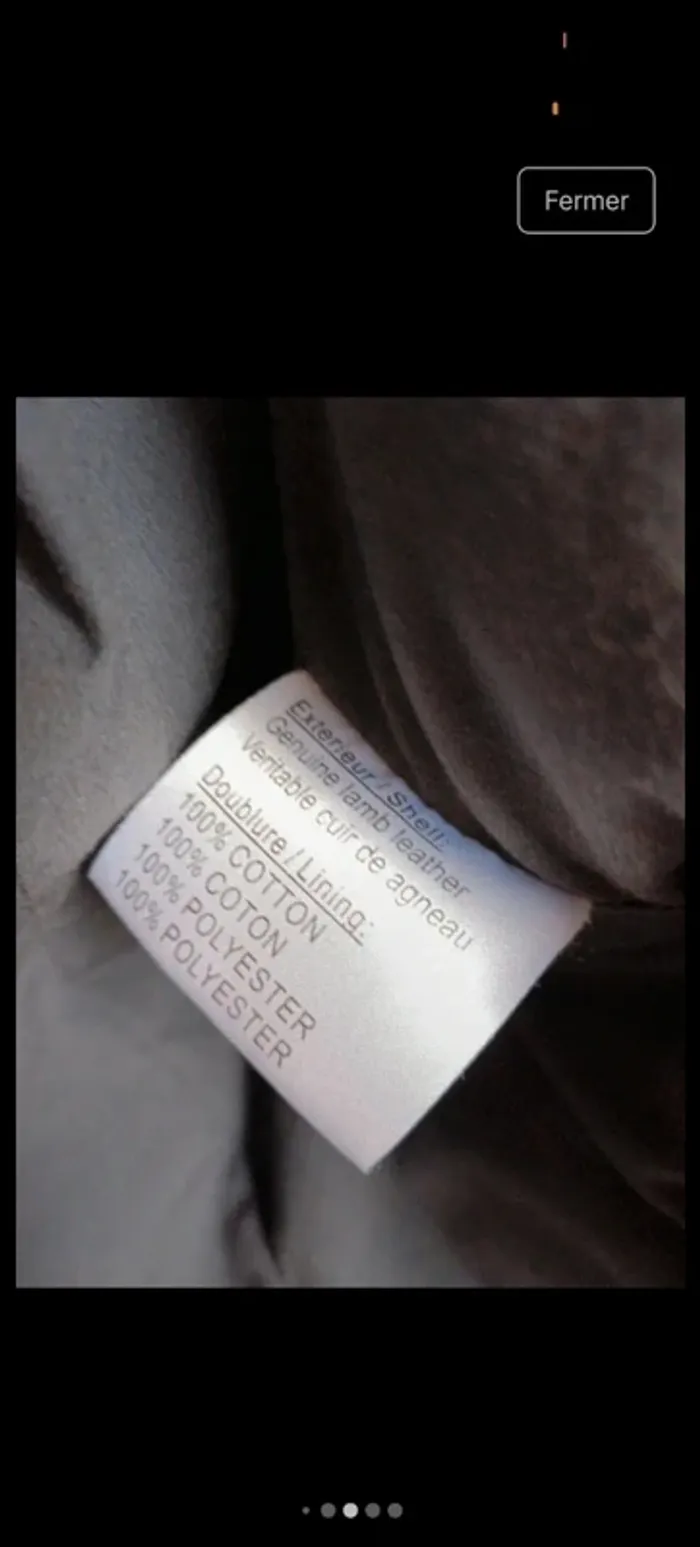 Fermer
Exterieur / Shell:
Genuine lamb leather
Veritable cuir de agneau
Doublure / Lining:
100% COTTON
100% COTON
100% POLYESTER
100% POLYESTER